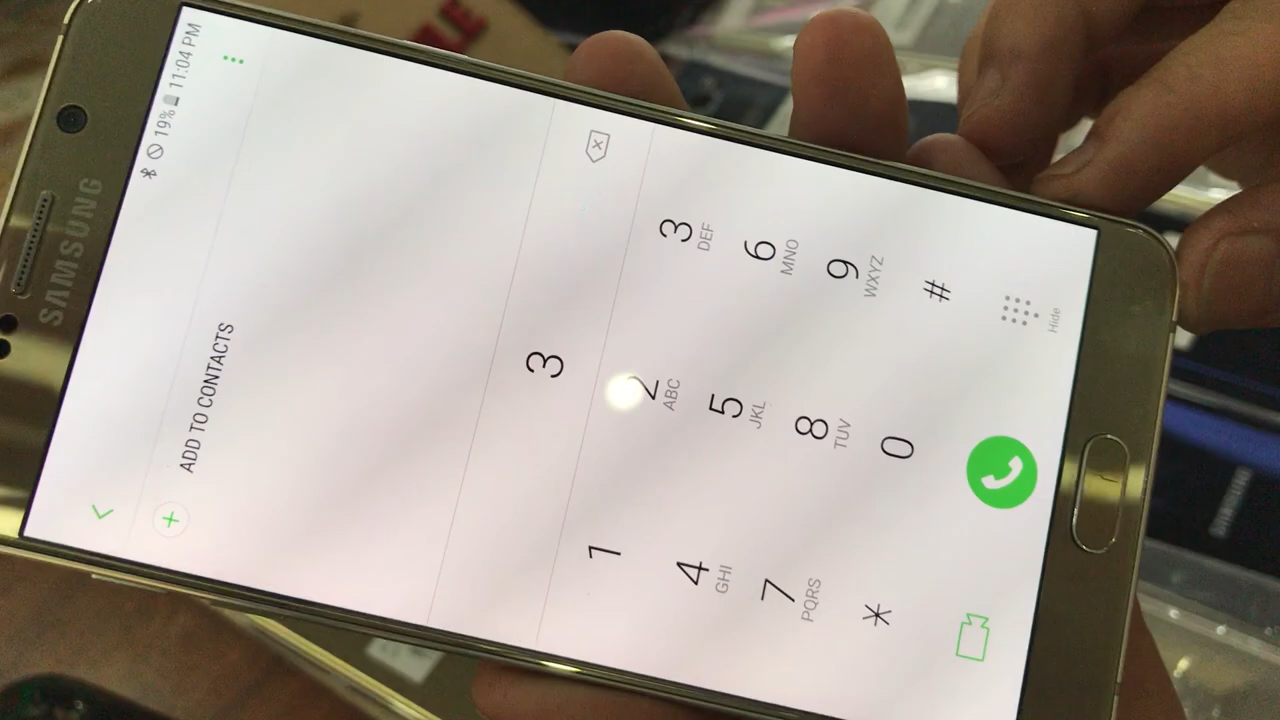 SAMSUNG
19% 11:04 PM
ADD TO CONTACTS
3
1 2 ABC 3 DEF
4 GHI 5 JKL 6 MNO
7 PQRS 8 TUV 9 WXYZ
* 0 #
Hide
SAMSUNG